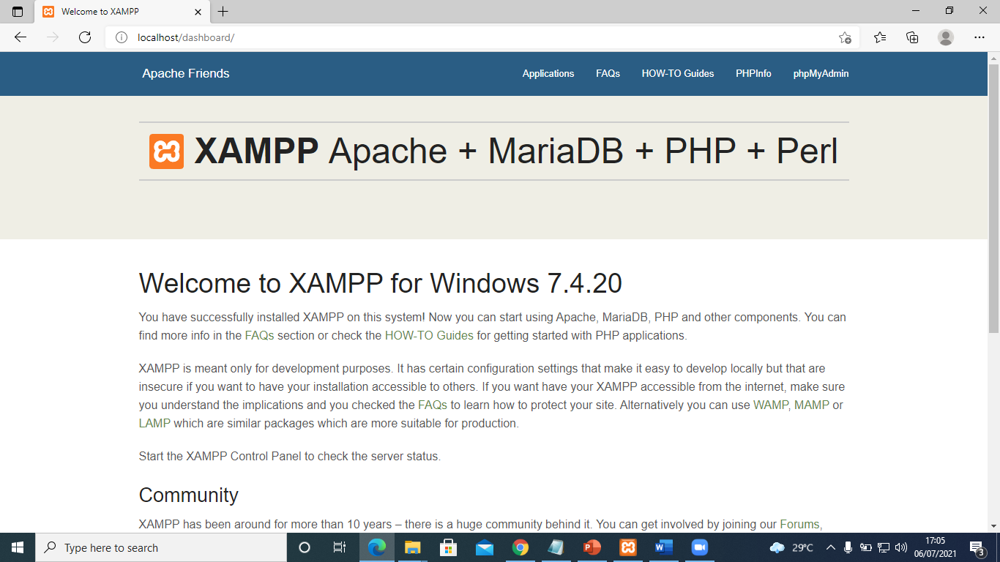 Welcome to XAMPP
localhost/dashboard/
Apache Friends
Applications FAQs HOW-TO Guides PHPInfo phpMyAdmin
XAMPP Apache + MariaDB + PHP + Perl
Welcome to XAMPP for Windows 7.4.20
You have successfully installed XAMPP on this system! Now you can start using Apache, MariaDB, PHP and other components. You can
find more info in the FAQs section or check the HOW-TO Guides for getting started with PHP applications.
XAMPP is meant only for development purposes. It has certain configuration settings that make it easy to develop locally but that are
insecure if you want to have your installation accessible to others. If you want have your XAMPP accessible from the internet, make sure
you understand the implications and you checked the FAQs to learn how to protect your site. Alternatively you can use WAMP, MAMP or
LAMP which are similar packages which are more suitable for production.
Start the XAMPP Control Panel to check the server status.
Community
XAMPP has been around for more than 10 years – there is a huge community behind it. You can get involved by joining our Forums,
Type here to search
29°C
17:05
06/07/2021
3